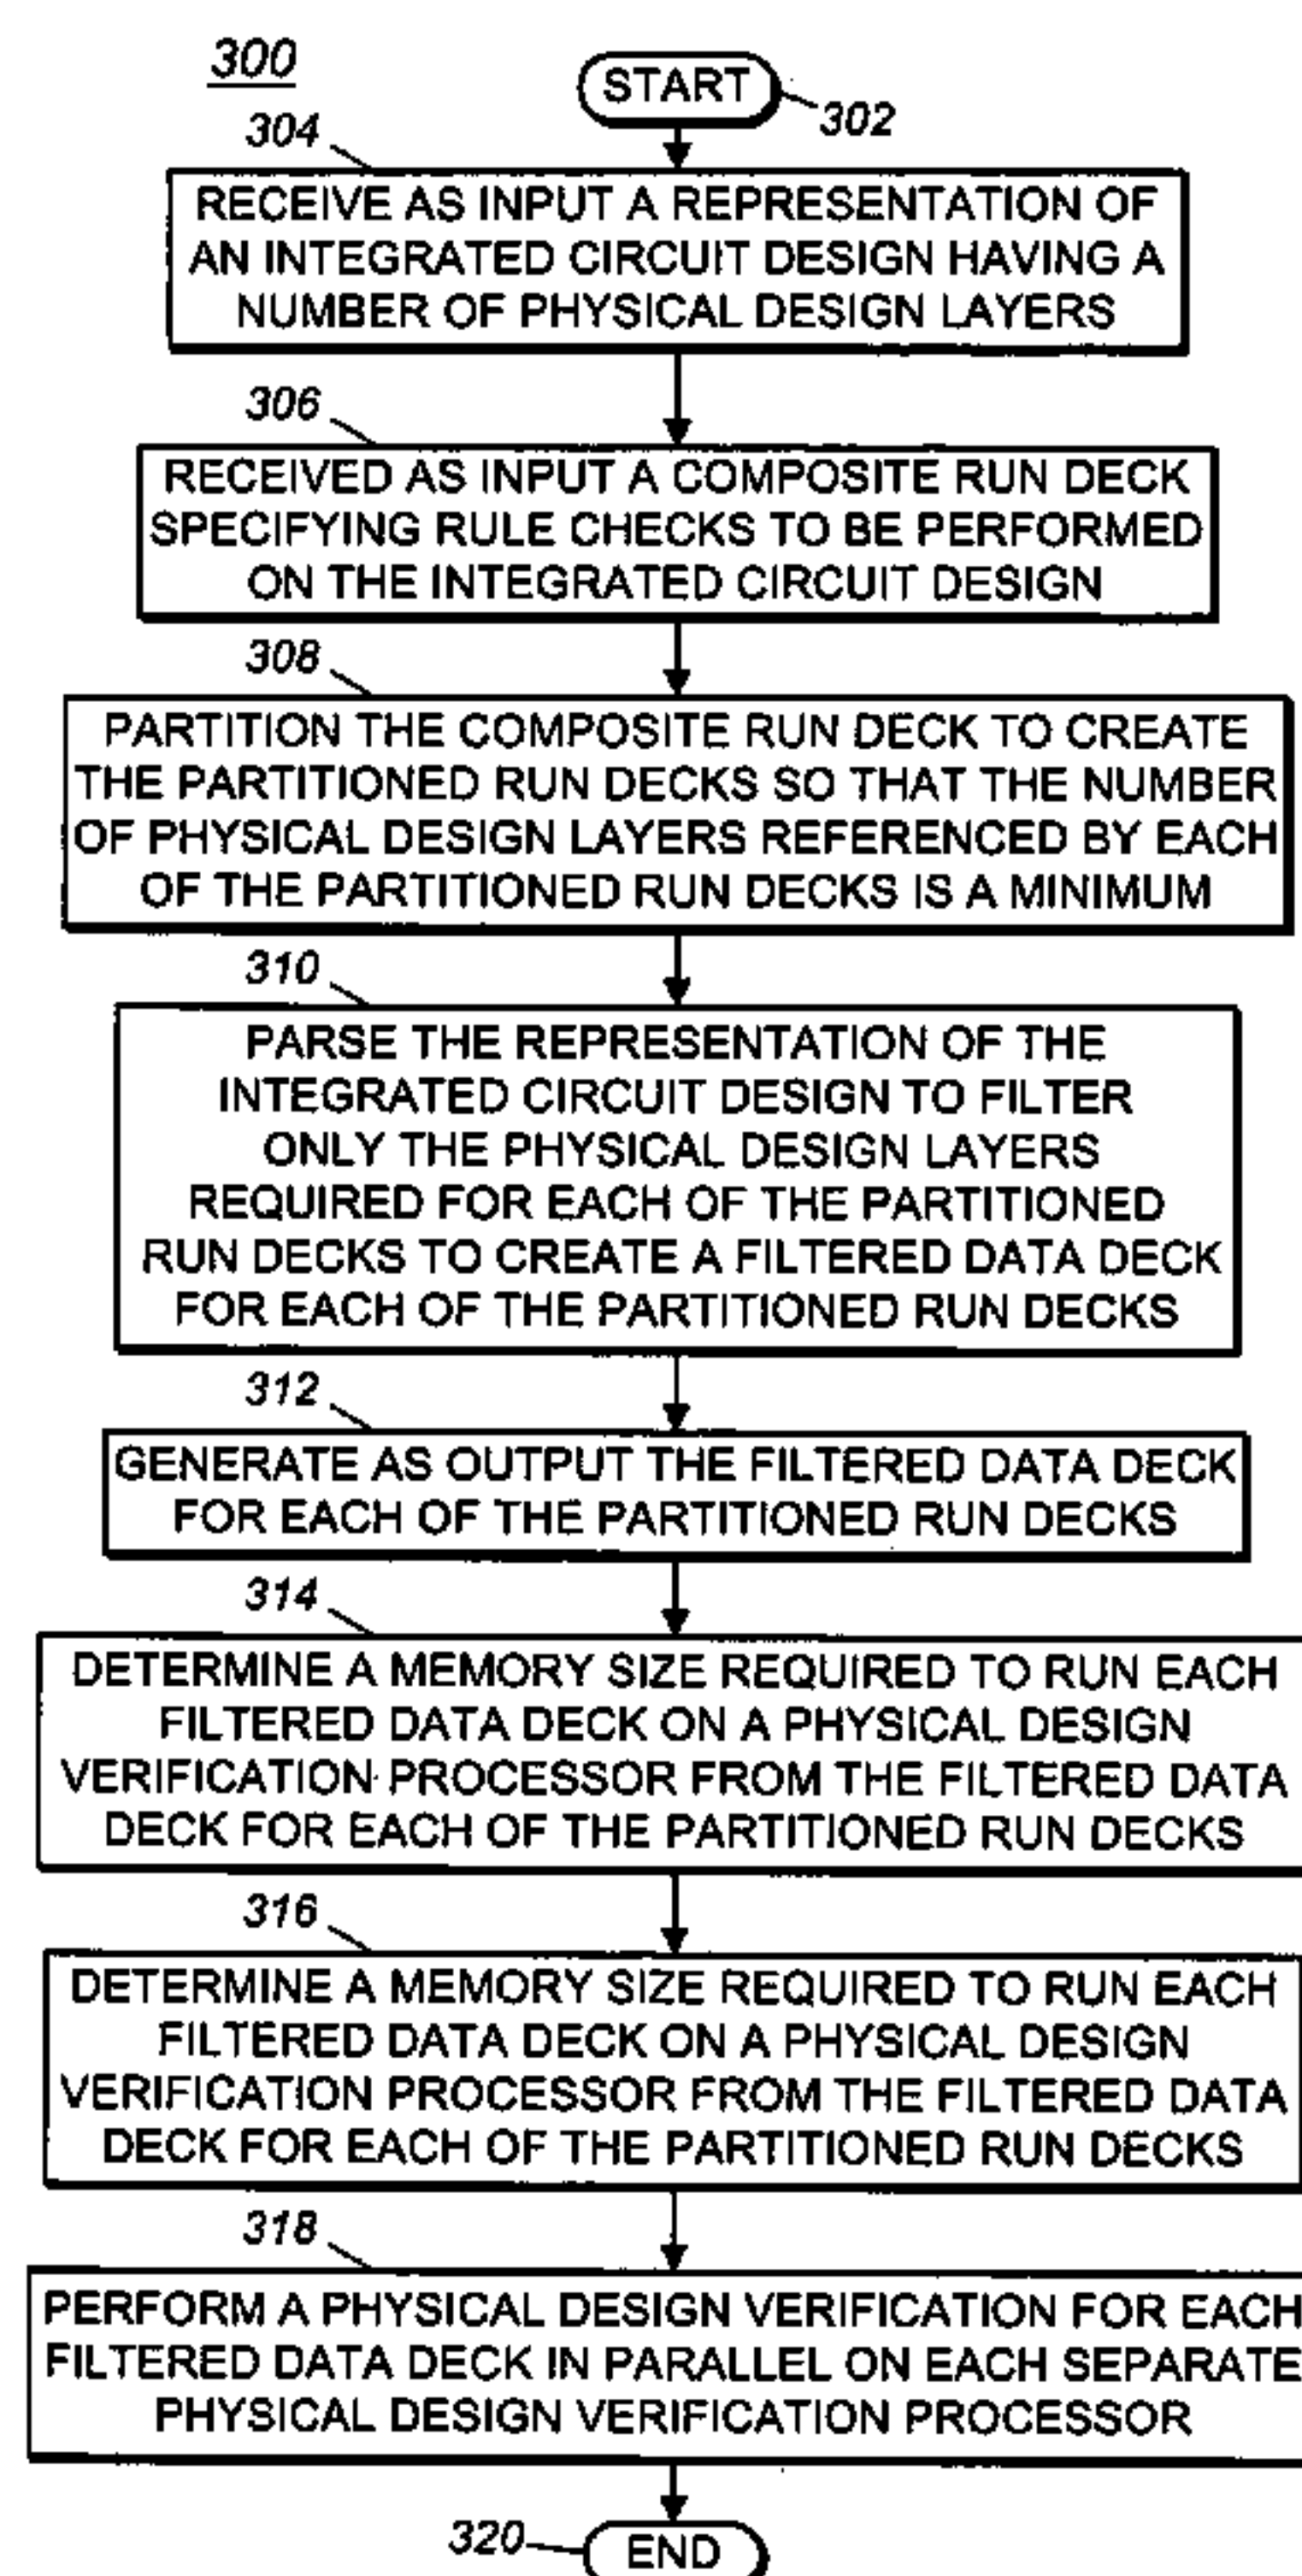 300
START
302
304
RECEIVE AS INPUT A REPRESENTATION OF
AN INTEGRATED CIRCUIT DESIGN HAVING A
NUMBER OF PHYSICAL DESIGN LAYERS
306
RECEIVED AS INPUT A COMPOSITE RUN DECK
SPECIFYING RULE CHECKS TO BE PERFORMED
ON THE INTEGRATED CIRCUIT DESIGN
308
PARTITION THE COMPOSITE RUN DECK TO CREATE
THE PARTITIONED RUN DECKS SO THAT THE NUMBER
OF PHYSICAL DESIGN LAYERS REFERENCED BY EACH
OF THE PARTITIONED RUN DECKS IS A MINIMUM
310
PARSE THE REPRESENTATION OF THE
INTEGRATED CIRCUIT DESIGN TO FILTER
ONLY THE PHYSICAL DESIGN LAYERS
REQUIRED FOR EACH OF THE PARTITIONED
RUN DECKS TO CREATE A FILTERED DATA DECK
FOR EACH OF THE PARTITIONED RUN DECKS
312
GENERATE AS OUTPUT THE FILTERED DATA DECK
FOR EACH OF THE PARTITIONED RUN DECKS
314
DETERMINE A MEMORY SIZE REQUIRED TO RUN EACH
FILTERED DATA DECK ON A PHYSICAL DESIGN
VERIFICATION PROCESSOR FROM THE FILTERED DATA
DECK FOR EACH OF THE PARTITIONED RUN DECKS
316
DETERMINE A MEMORY SIZE REQUIRED TO RUN EACH
FILTERED DATA DECK ON A PHYSICAL DESIGN
VERIFICATION PROCESSOR FROM THE FILTERED DATA
DECK FOR EACH OF THE PARTITIONED RUN DECKS
318
PERFORM A PHYSICAL DESIGN VERIFICATION FOR EACH
FILTERED DATA DECK IN PARALLEL ON EACH SEPARATE
PHYSICAL DESIGN VERIFICATION PROCESSOR
320
END